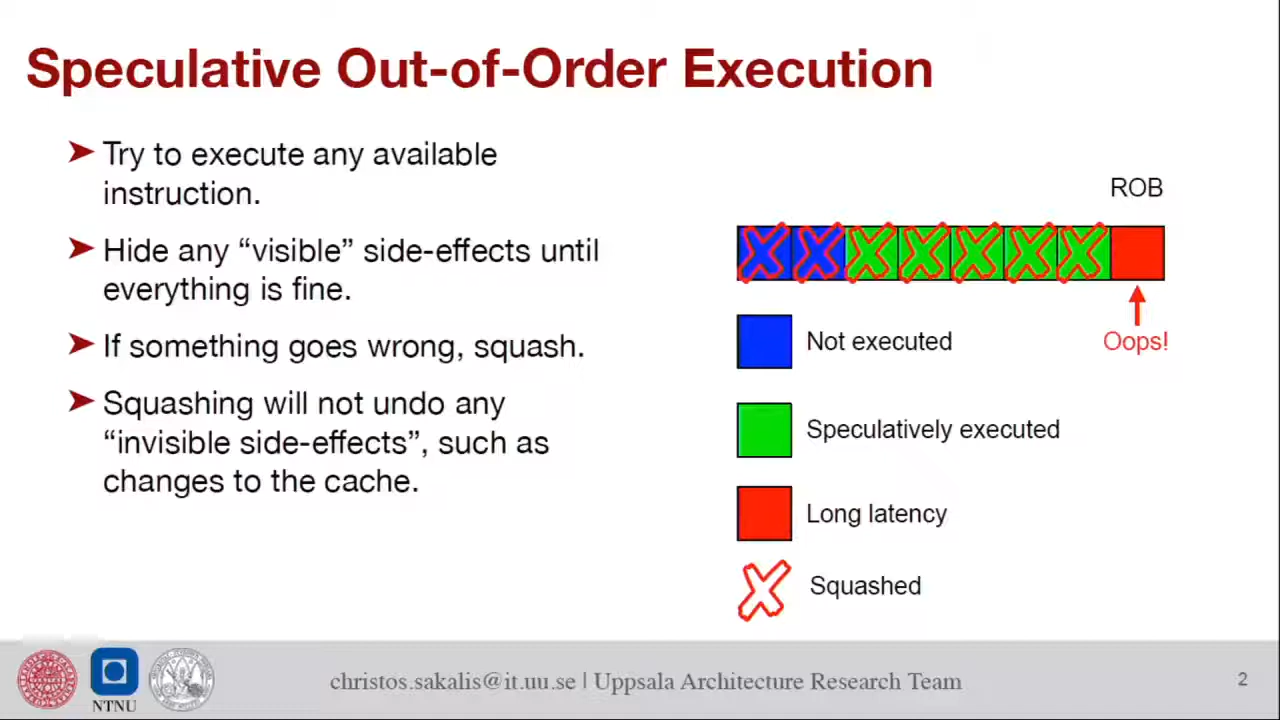 Speculative Out-of-Order Execution
➤ Try to execute any available
instruction.
➤ Hide any “visible” side-effects until
everything is fine.
➤ If something goes wrong, squash.
➤ Squashing will not undo any
“invisible side-effects”, such as
changes to the cache.
ROB
Oops!
Not executed
Speculatively executed
Long latency
Squashed
NTNU
christos.sakalis@it.uu.se | Uppsala Architecture Research Team
2